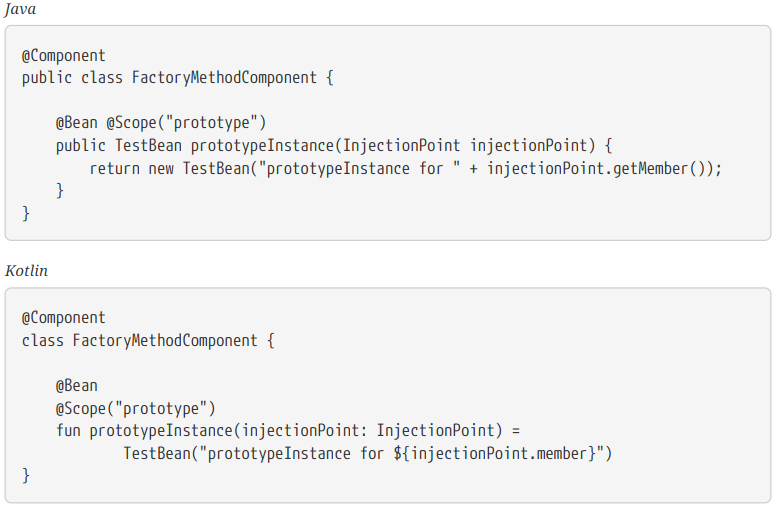 Java
@Component
public class FactoryMethodComponent {
@Bean @Scope("prototype")
public TestBean prototypeInstance(InjectionPoint injectionPoint) {
return new TestBean("prototypeInstance for " + injectionPoint.getMember());
}
}
Kotlin
@Component
class FactoryMethodComponent {
@Bean
@Scope("prototype")
fun prototypeInstance(injectionPoint: InjectionPoint) =
TestBean("prototypeInstance for ${injectionPoint.member}")
}